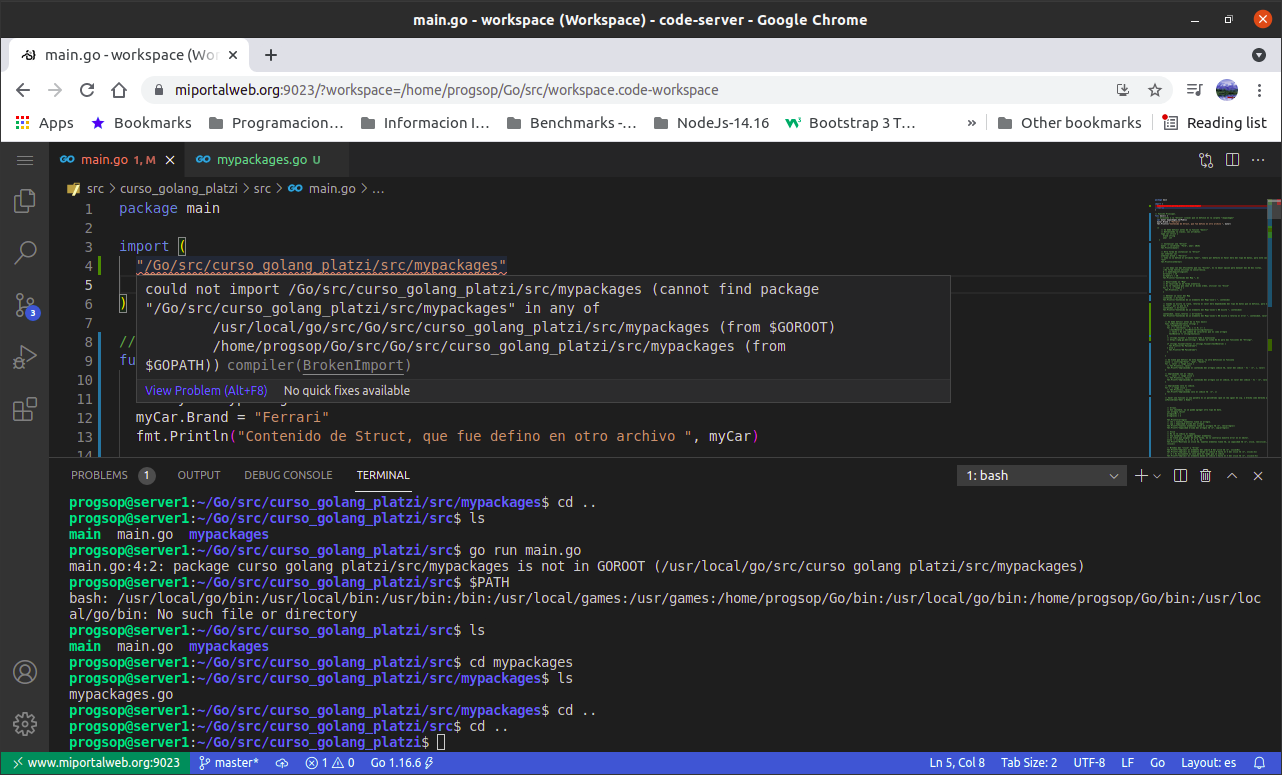 main.go - workspace (Workspace) - code-server - Google Chrome
main.go - workspace (Wor
miportalweb.org:9023/?workspace=/home/progsop/Go/src/workspace.code-workspace
Apps Bookmarks Programacion... Informacion I... Benchmarks -... NodeJs-14.16 Bootstrap 3 T... » Other bookmarks Reading list
main.go 1, M mypackages.go U
src > curso_golang_platzi > src > main.go > ...
1 package main
2
3 import (
4 "/Go/src/curso_golang_platzi/src/mypackages"
5
6 )
7
8 //
9 fu
10
11
12 myCar.Brand = "Ferrari"
13 fmt.Println("Contenido de Struct, que fue defino en otro archivo ", myCar)
14
could not import /Go/src/curso_golang_platzi/src/mypackages (cannot find package
"/Go/src/curso_golang_platzi/src/mypackages" in any of
/usr/local/go/src/Go/src/curso_golang_platzi/src/mypackages (from $GOROOT)
/home/progsop/Go/src/Go/src/curso_golang_platzi/src/mypackages (from
$GOPATH)) compiler(BrokenImport)
View Problem (Alt+F8) No quick fixes available
3
PROBLEMS 1 OUTPUT DEBUG CONSOLE TERMINAL 1: bash
progsop@server1:~/Go/src/curso_golang_platzi/src/mypackages$ cd ..
progsop@server1:~/Go/src/curso_golang_platzi/src$ ls
main main.go mypackages
progsop@server1:~/Go/src/curso_golang_platzi/src$ go run main.go
main.go:4:2: package curso golang platzi/src/mypackages is not in GOROOT (/usr/local/go/src/curso golang platzi/src/mypackages)
progsop@server1:~/Go/src/curso_golang_platzi/src$ $PATH
bash: /usr/local/go/bin:/usr/local/bin:/usr/bin:/bin:/usr/local/games:/usr/games:/home/progsop/Go/bin:/usr/local/go/bin:/home/progsop/Go/bin:/usr/loc
al/go/bin: No such file or directory
progsop@server1:~/Go/src/curso_golang_platzi/src$ ls
main main.go mypackages
progsop@server1:~/Go/src/curso_golang_platzi/src$ cd mypackages
progsop@server1:~/Go/src/curso_golang_platzi/src/mypackages$ ls
mypackages.go
progsop@server1:~/Go/src/curso_golang_platzi/src/mypackages$ cd ..
progsop@server1:~/Go/src/curso_golang_platzi/src$ cd ..
progsop@server1:~/Go/src/curso_golang_platzi$
www.miportalweb.org:9023 master* 1 0 Go 1.16.6 Ln 5, Col 8 Tab Size: 2 UTF-8 LF Go Layout: es